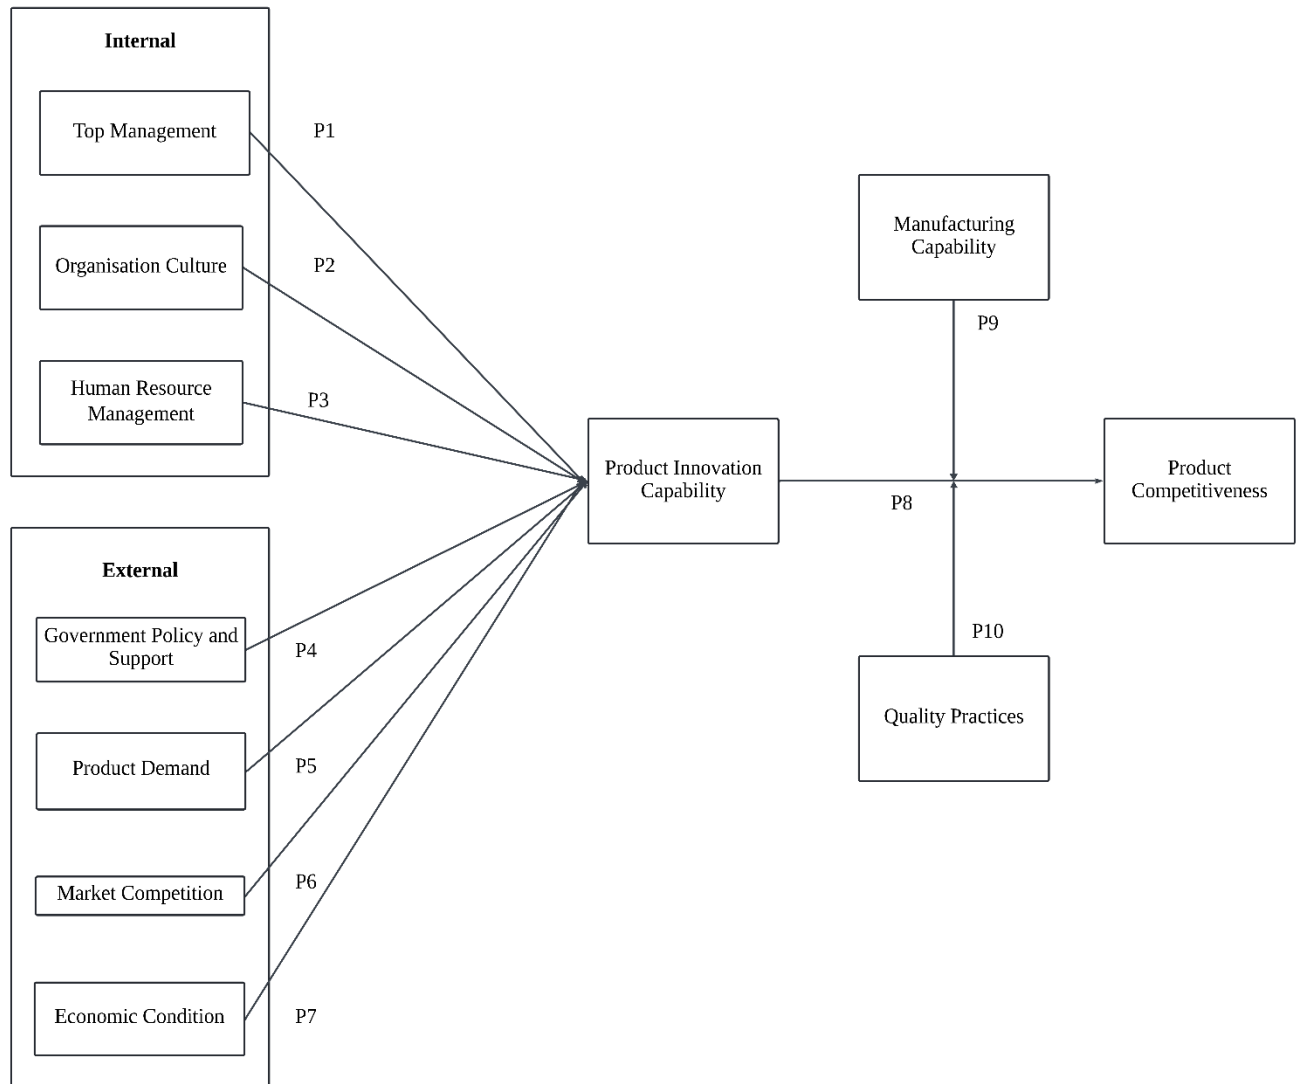 Internal
Top Management
P1
Organisation Culture
P2
Human Resource
Management
P3
External
Government Policy and
Support
P4
Product Demand
P5
Market Competition
P6
Economic Condition
P7
Product Innovation
Capability
P8
Manufacturing
Capability
P9
P10
Quality Practices
Product
Competitiveness